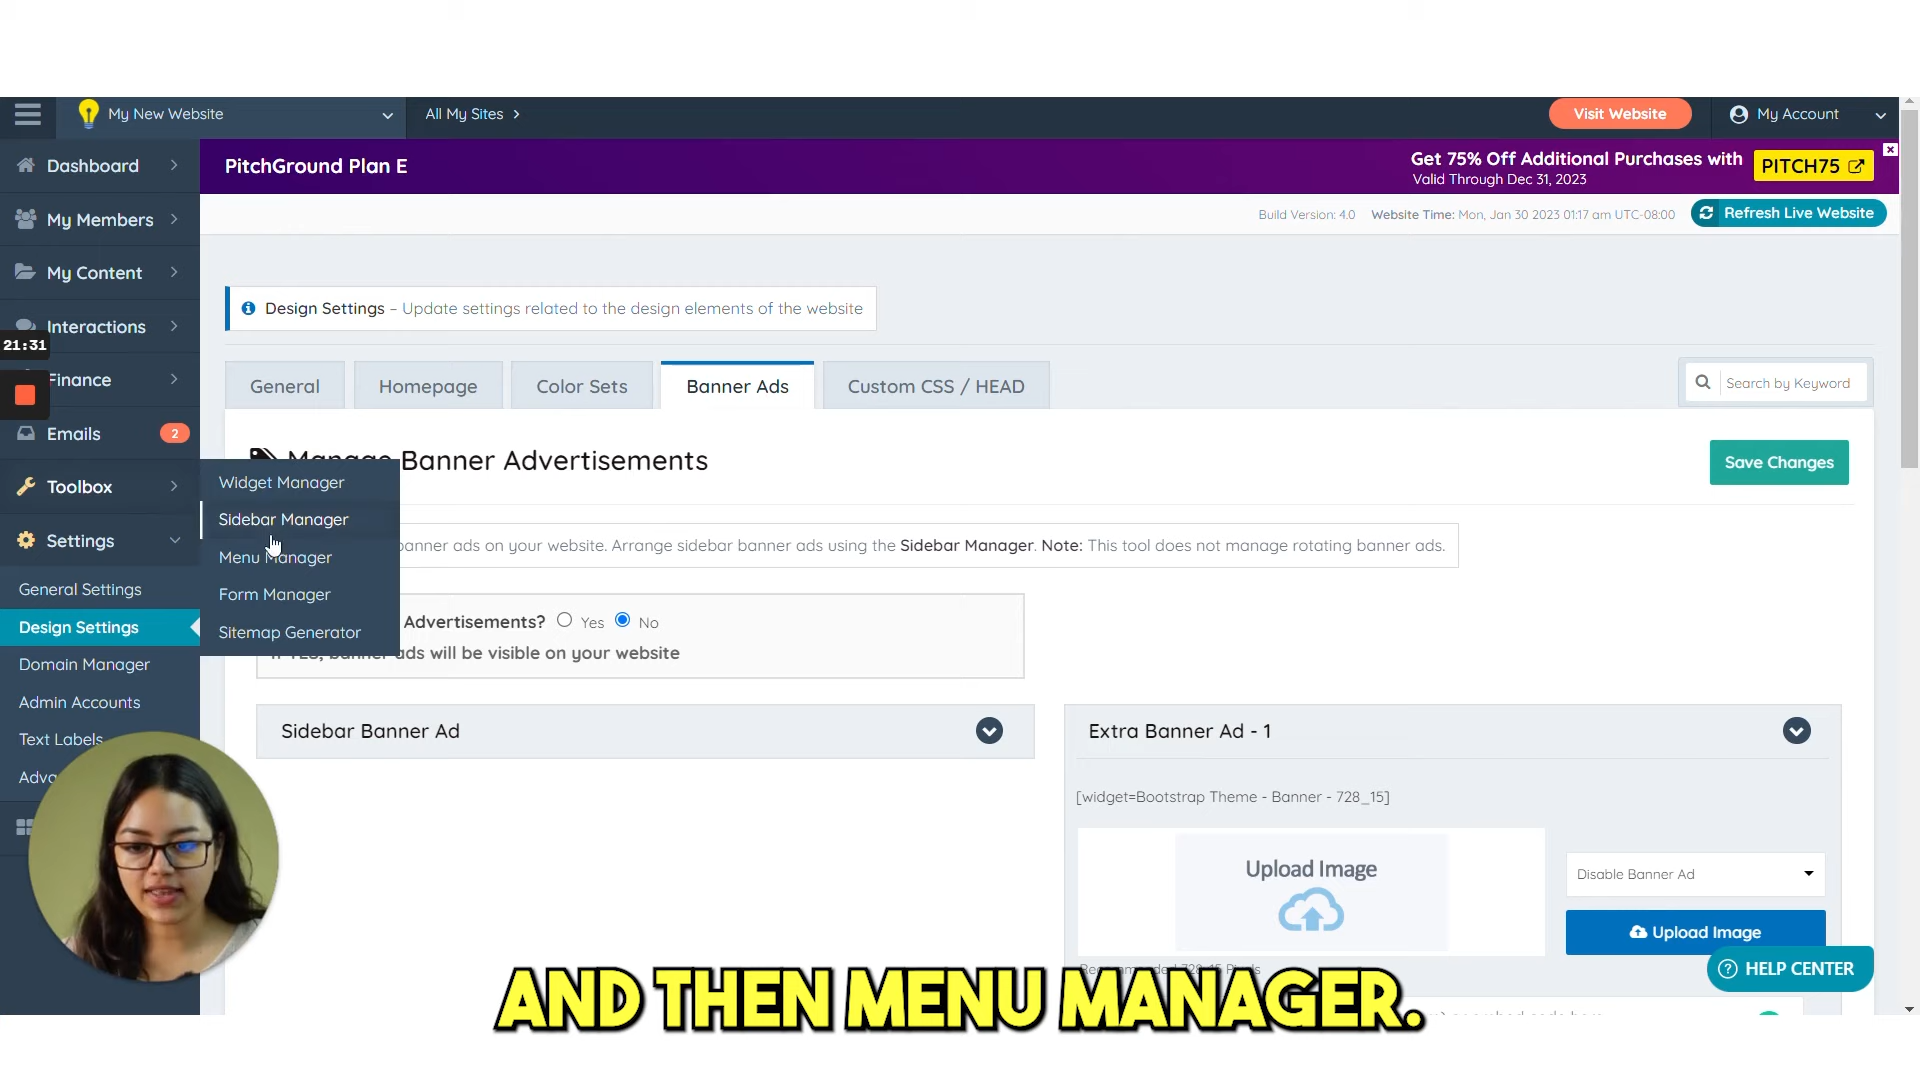 My New Website
All My Sites
Visit Website
My Account
Dashboard
PitchGround Plan E
Get 75% Off Additional Purchases with
Valid Through Dec 31, 2023
PITCH75
My Members
Build Version: 4.0 Website Time: Mon, Jan 30 2023 01:17 am UTC-08:00
Refresh Live Website
My Content
Design Settings – Update settings related to the design elements of the website
Interactions
21:31
Finance
General
Homepage
Color Sets
Banner Ads
Custom CSS / HEAD
Search by Keyword
Emails
2
Manage Banner Advertisements
Save Changes
Toolbox
Widget Manager
Sidebar Manager
Settings
Menu Manager
banner ads on your website. Arrange sidebar banner ads using the Sidebar Manager. Note: This tool does not manage rotating banner ads.
General Settings
Form Manager
Advertisements? Yes No
Design Settings
Sitemap Generator
If YES, banner ads will be visible on your website
Domain Manager
Admin Accounts
Text Labels
Sidebar Banner Ad
Extra Banner Ad - 1
[widget=Bootstrap Theme - Banner - 728_15]
Upload Image
Disable Banner Ad
Upload Image
Recommended 728x15 Pixels
HELP CENTER
AND THEN MENU MANAGER.